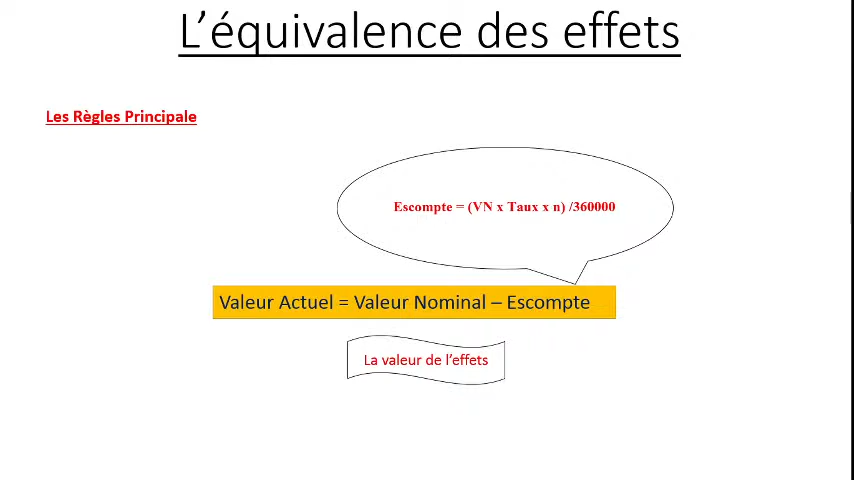 L’équivalence des effets
Les Règles Principale
Escompte = (VN x Taux x n) /360000
Valeur Actuel = Valeur Nominal – Escompte
La valeur de l’effets